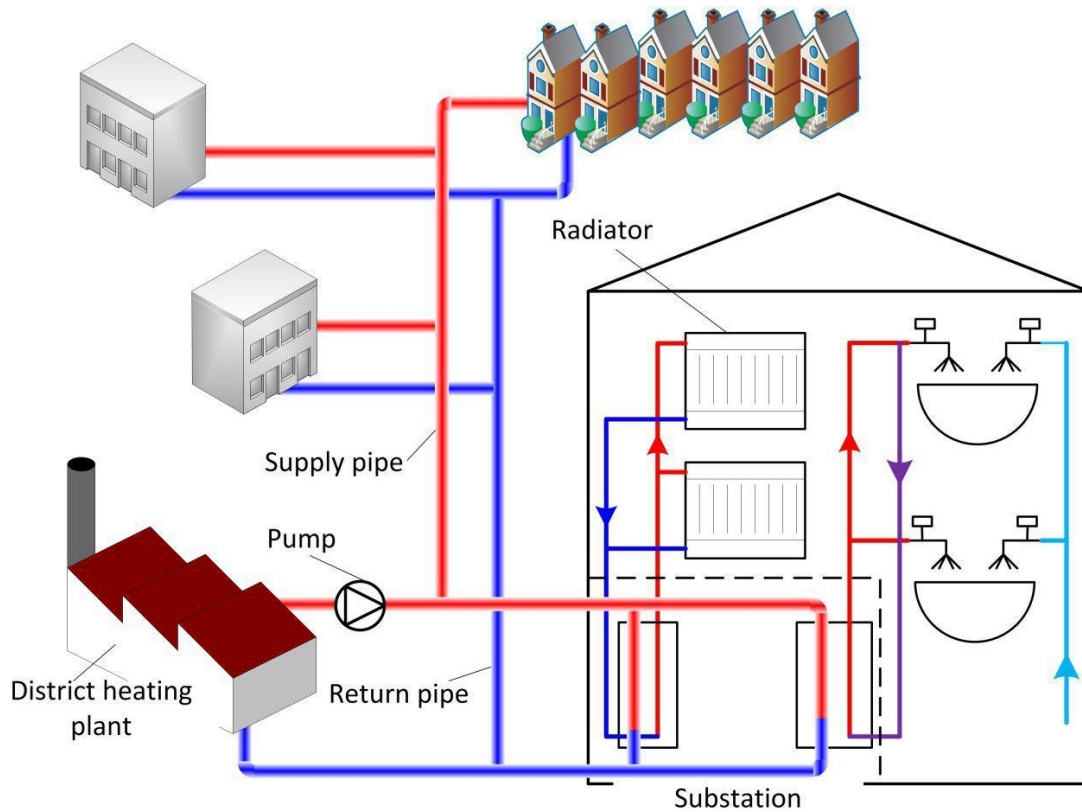 Radiator
Supply pipe
Pump
District heating
plant
Return pipe
Substation